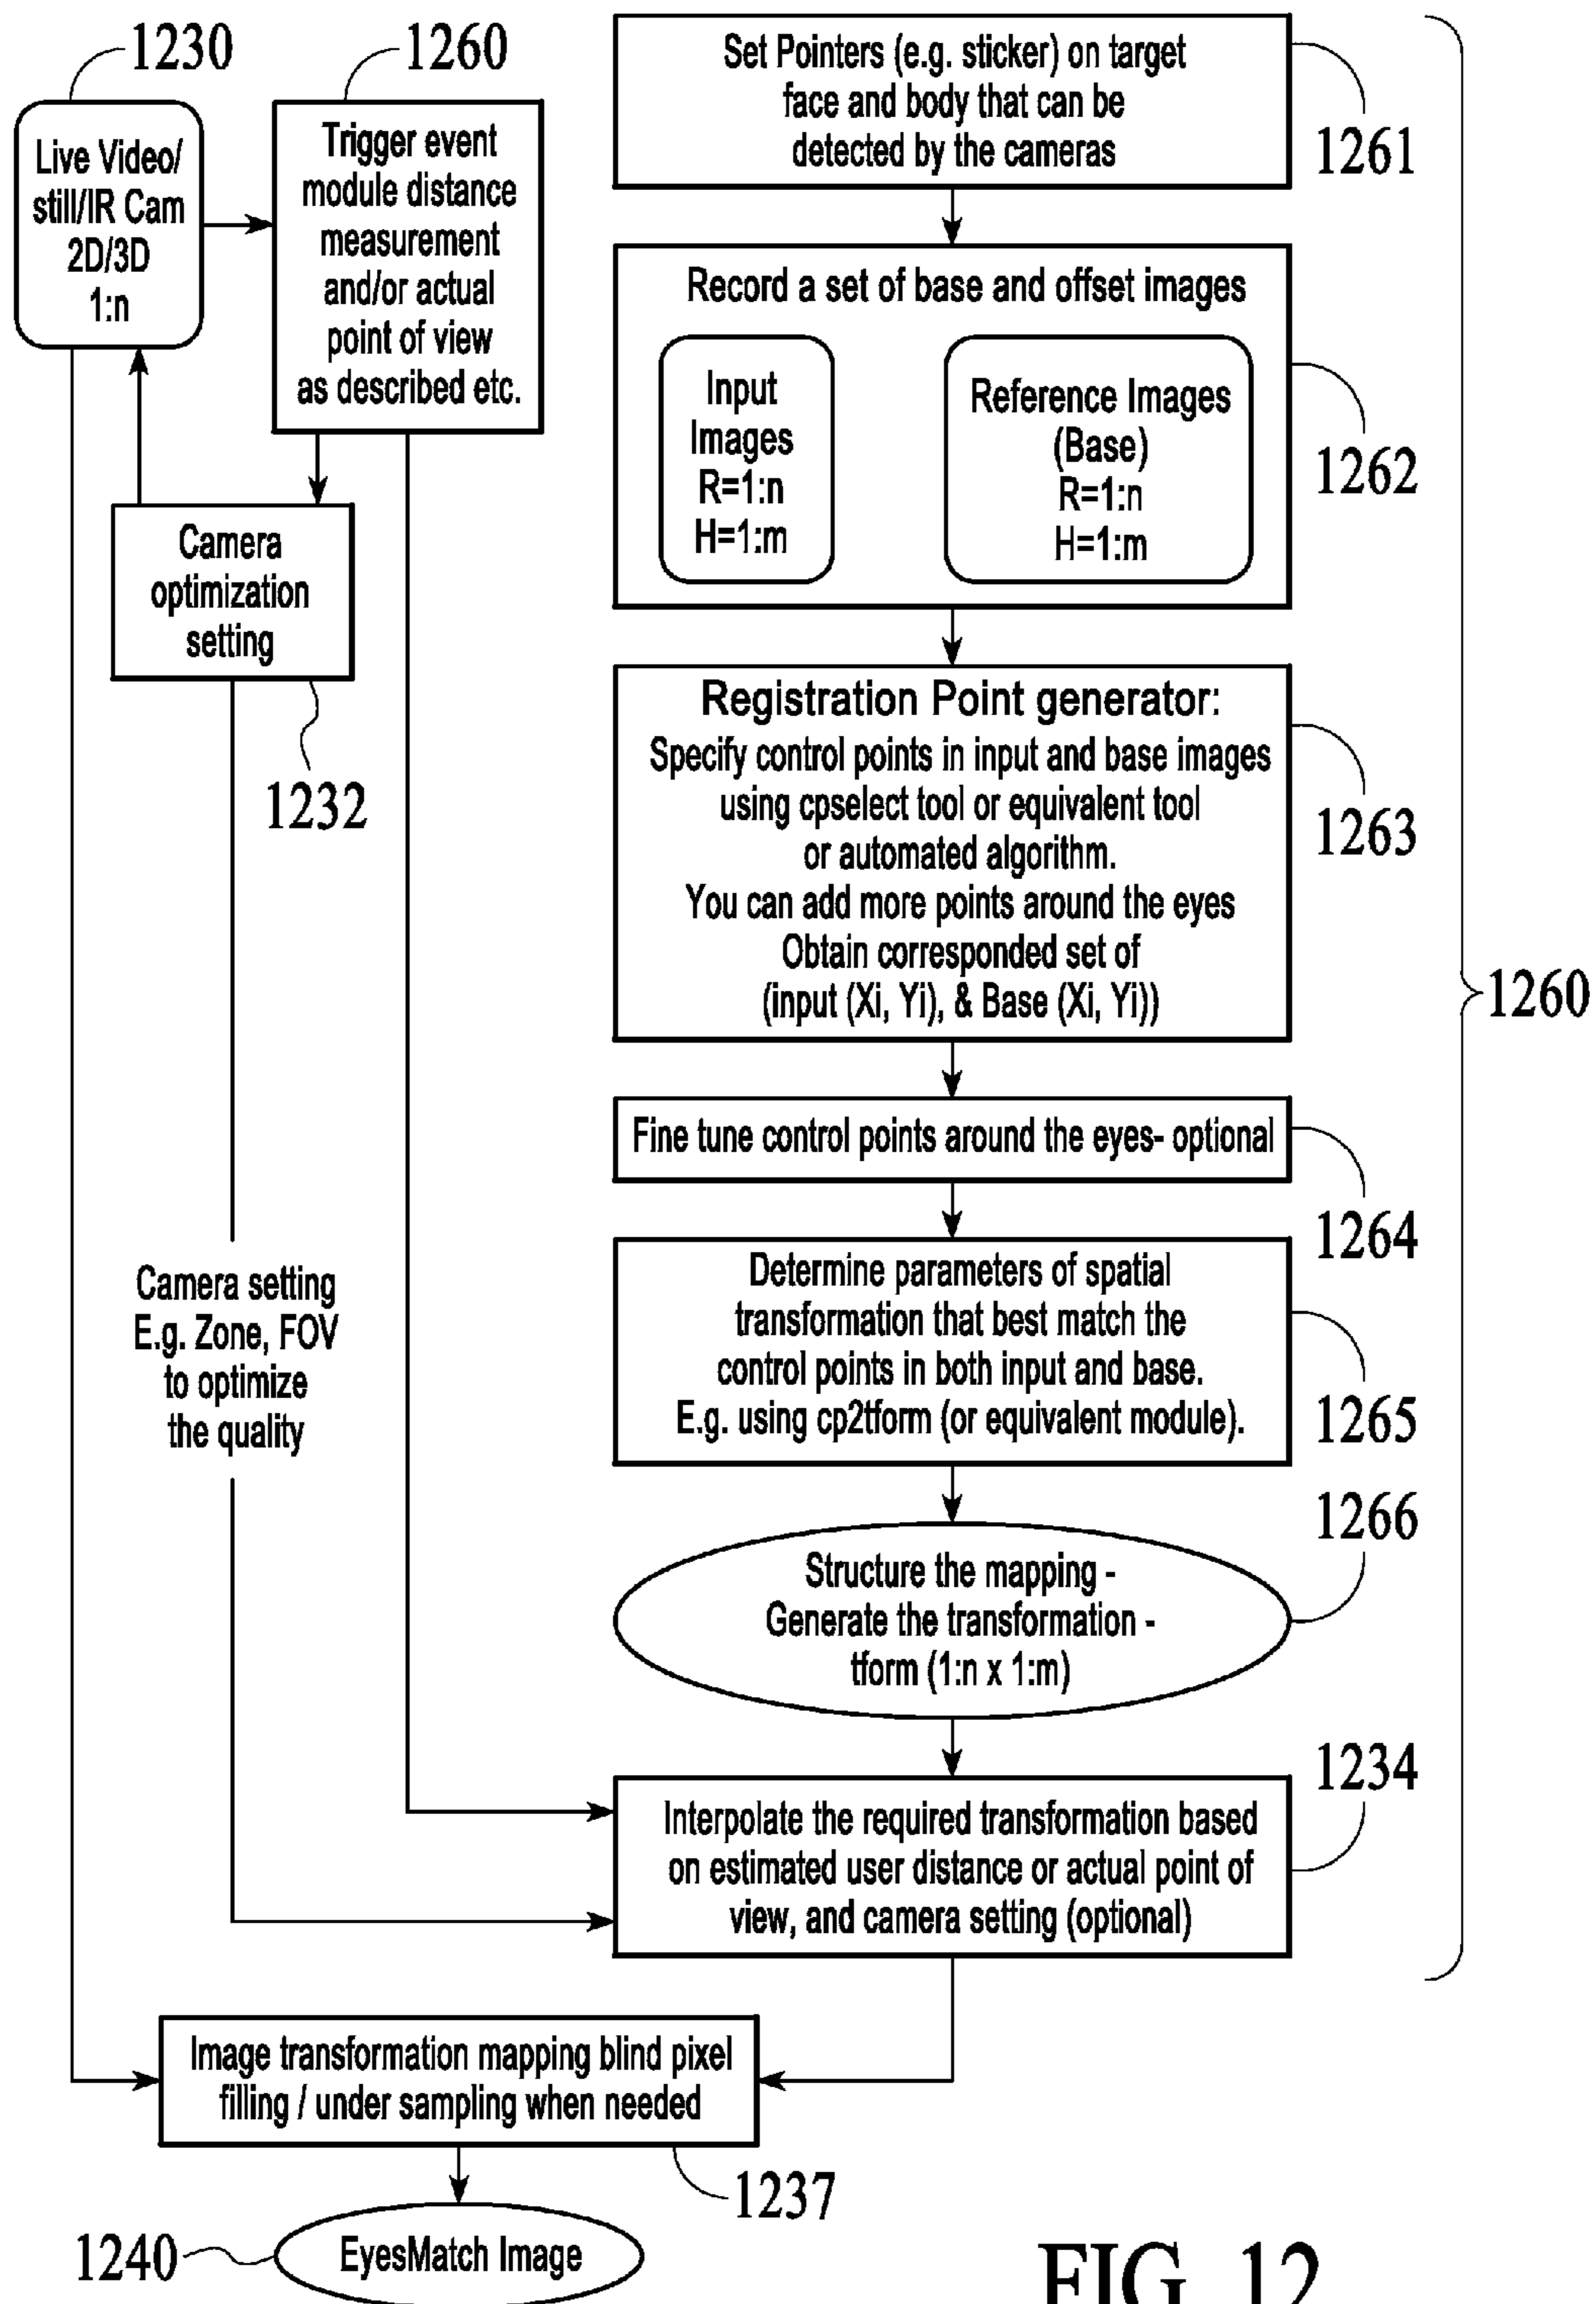 1230
1260
Live Video/
still/IR Cam
2D/3D
1:n
Trigger event
module distance
measurement
and/or actual
point of view
as described etc.
Camera
optimization
setting
1232
Camera setting
E.g. Zone, FOV
to optimize
the quality
Set Pointers (e.g. sticker) on target
face and body that can be
detected by the cameras
1261
Record a set of base and offset images
Input
Images
R=1:n
H=1:m
Reference Images
(Base)
R=1:n
H=1:m
1262
Registration Point generator:
Specify control points in input and base images
using cpselect tool or equivalent tool
or automated algorithm.
You can add more points around the eyes
Obtain corresponded set of
(input (Xi, Yi), & Base (Xi, Yi))
1263
1260
Fine tune control points around the eyes- optional
1264
Determine parameters of spatial
transformation that best match the
control points in both input and base.
E.g. using cp2tform (or equivalent module).
1265
1266
Structure the mapping -
Generate the transformation -
tform (1:n x 1:m)
1234
Interpolate the required transformation based
on estimated user distance or actual point of
view, and camera setting (optional)
Image transformation mapping blind pixel
filling / under sampling when needed
1237
1240
EyesMatch Image
FIG. 12